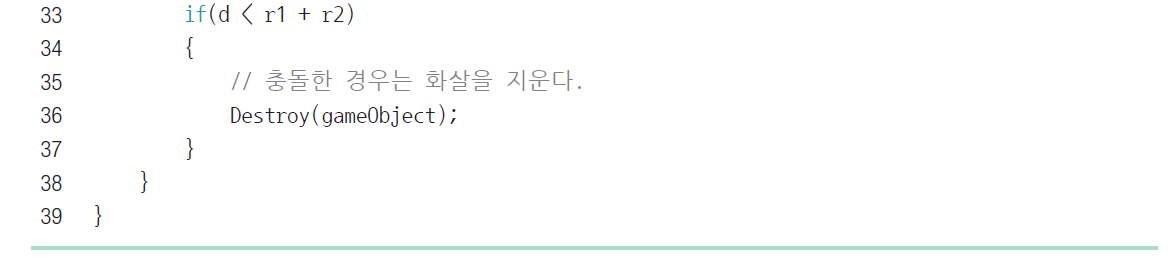 33 if(d < r1 + r2)
34 {
35 // 충돌한 경우는 화살을 지운다.
36 Destroy(gameObject);
37 }
38 }
39 }